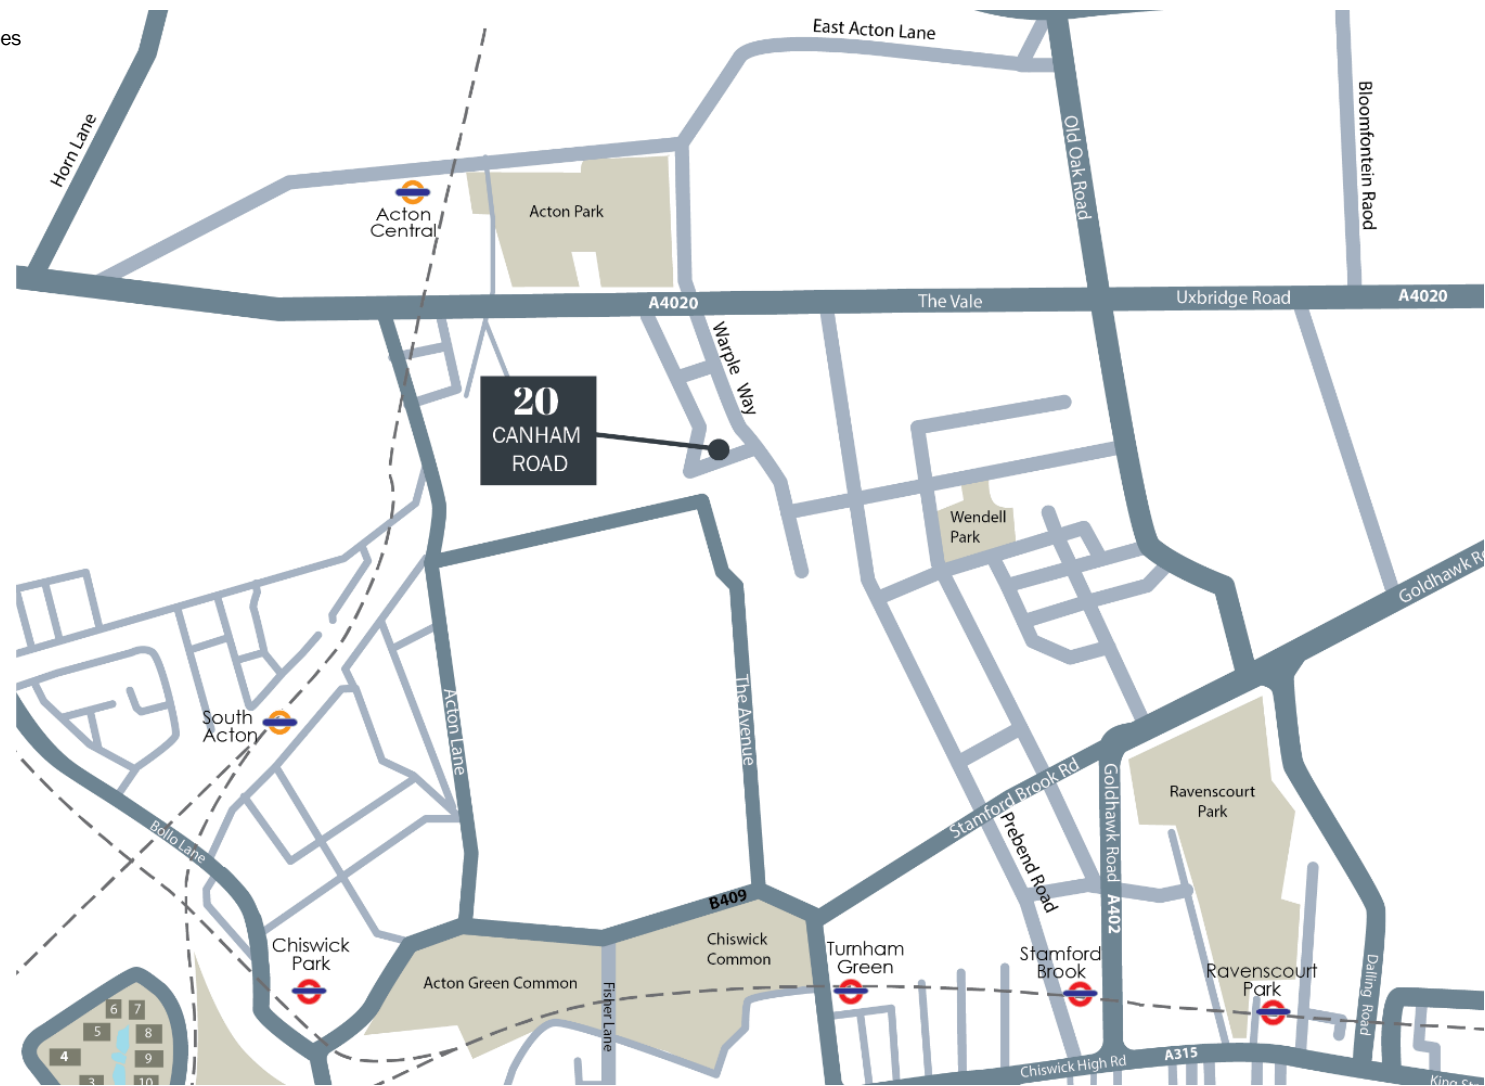 es
East Acton Lane
Horn Lane
Old Oak Road
Bloomfontein Raod
Acton
Central
Acton Park
A4020
The Vale
Uxbridge Road
A4020
Warple Way
20
CANHAM
ROAD
Wendell
Park
Goldhawk R
South
Acton
Acton Lane
The Avenue
Stamford Brook Rd
Goldhawk Road A402
Ravenscourt
Park
Prebend Road
Bollo Lane
B409
Chiswick
Park
Acton Green Common
Chiswick
Common
Turnham
Green
Stamford
Brook
Ravenscourt
Park
Dalling Road
Fisher Lane
6
7
5
8
4
9
3
10
Chiswick High Rd
A315
King S